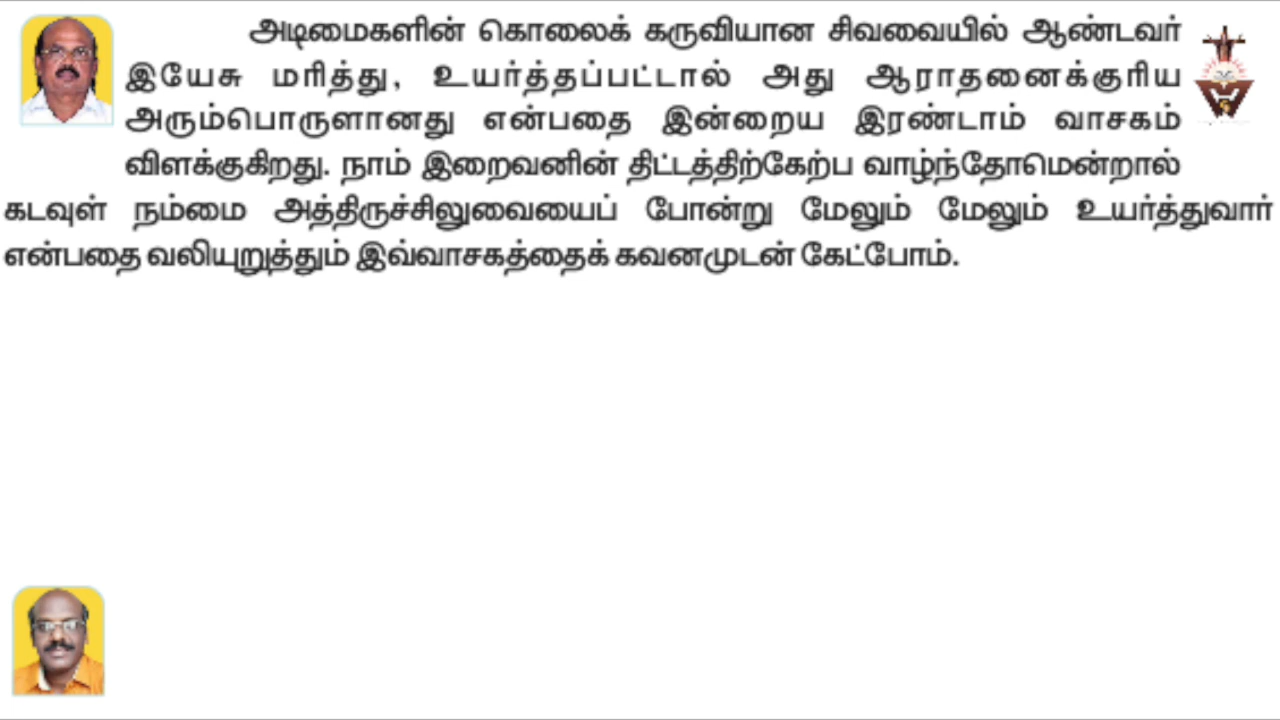 அடிமைகளின் கொலைக் கருவியான சிலவையில் ஆண்டவர்
இயேசு மரித்து, உயர்த்தப்பட்டால் அது ஆராதனைக்குரிய
அரும்பொருளானது என்பதை இன்றைய இரண்டாம் வாசகம்
விளக்குகிறது. நாம் இறைவனின் திட்டத்திற்கேற்ப வாழ்ந்தோமென்றால்
கடவுள் நம்மை அத்திருச்சிலுவையைப் போன்று மேலும் மேலும் உயர்த்துவார்
என்பதை வலியுறுத்தும் இவ்வாசகத்தைக் கவனமுடன் கேட்போம்.